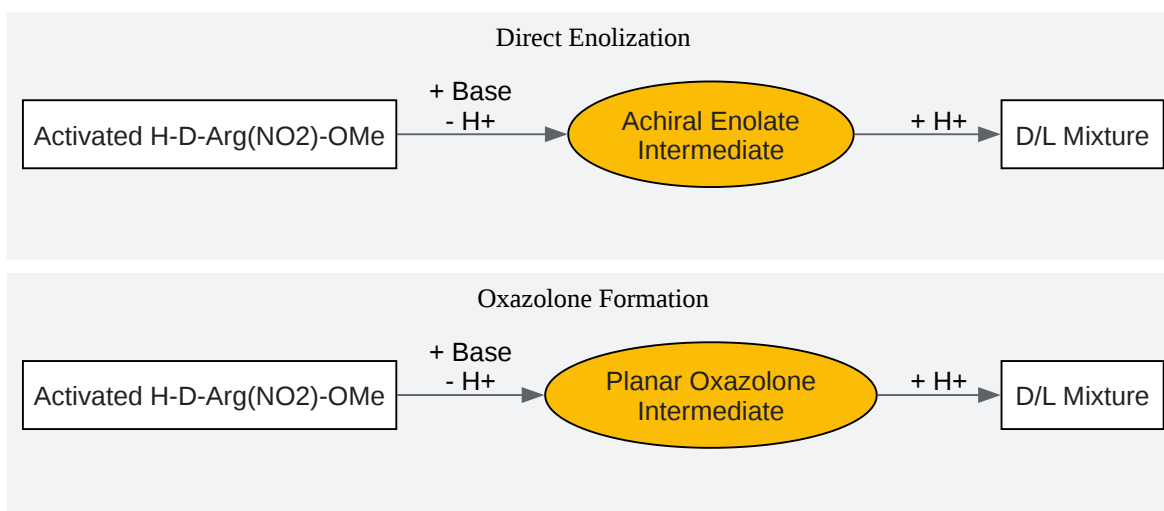 Direct Enolization
Activated H-D-Arg(NO2)-OMe
+ Base
- H+
Achiral Enolate
Intermediate
+ H+
D/L Mixture
Oxazolone Formation
Activated H-D-Arg(NO2)-OMe
+ Base
- H+
Planar Oxazolone
Intermediate
+ H+
D/L Mixture